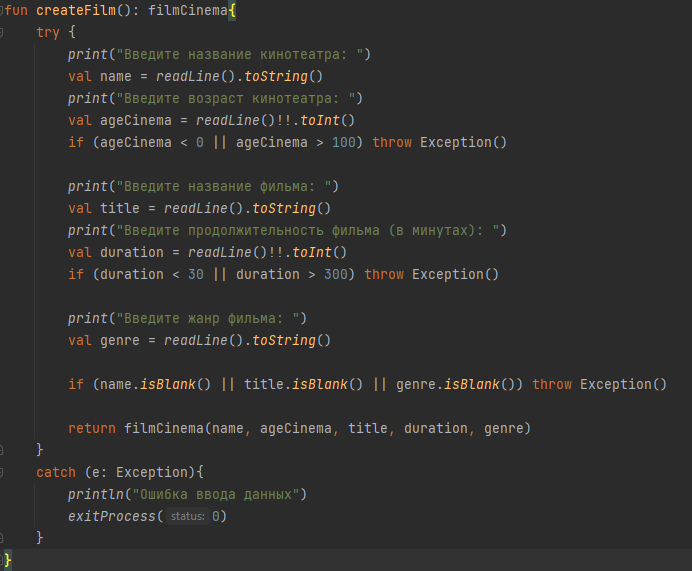 fun createFilm(): filmCinema{
try {
print("Введите название кинотеатра: ")
val name = readLine().toString()
print("Введите возраст кинотеатра: ")
val ageCinema = readLine()!!.toInt()
if (ageCinema < 0 || ageCinema > 100) throw Exception()
print("Введите название фильма: ")
val title = readLine().toString()
print("Введите продолжительность фильма (в минутах): ")
val duration = readLine()!!.toInt()
if (duration < 30 || duration > 300) throw Exception()
print("Введите жанр фильма: ")
val genre = readLine().toString()
if (name.isBlank() || title.isBlank() || genre.isBlank()) throw Exception()
return filmCinema(name, ageCinema, title, duration, genre)
}
catch (e: Exception){
println("Ошибка ввода данных")
exitProcess( status: 0)
}
}